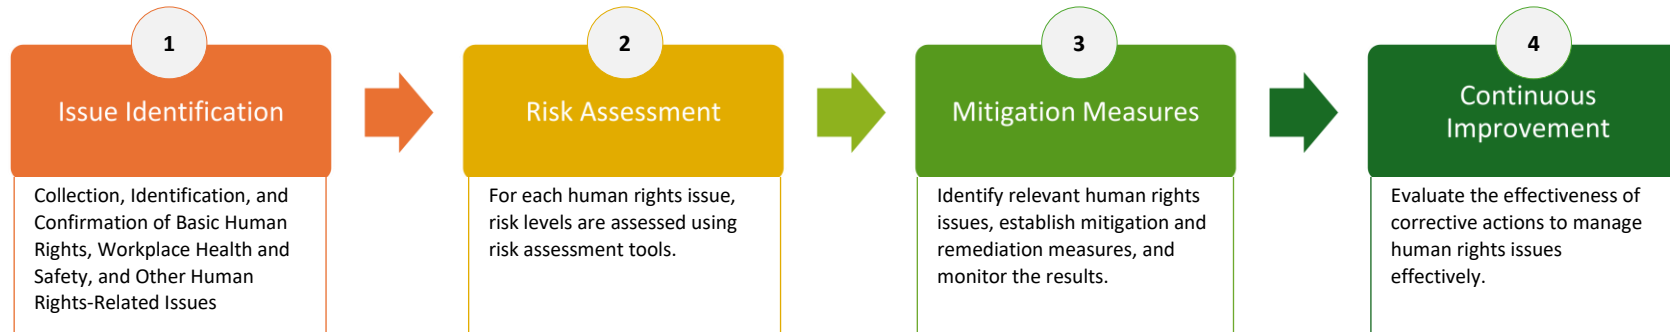 1
Issue Identification
Collection, Identification, and
Confirmation of Basic Human
Rights, Workplace Health and
Safety, and Other Human
Rights-Related Issues
2
Risk Assessment
For each human rights issue,
risk levels are assessed using
risk assessment tools.
3
Mitigation Measures
Identify relevant human rights
issues, establish mitigation and
remediation measures, and
monitor the results.
4
Continuous
Improvement
Evaluate the effectiveness of
corrective actions to manage
human rights issues
effectively.